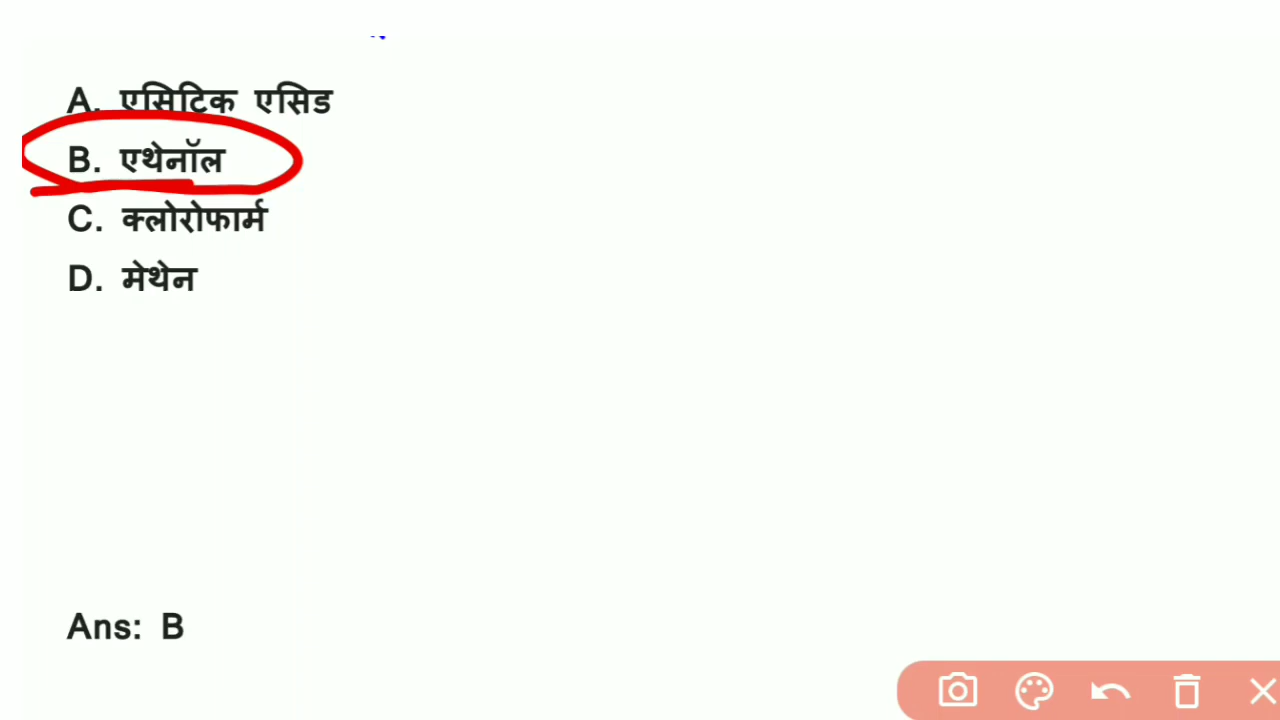 A. एसिटिक एसिड
B. एथेनॉल
C. क्लोरोफार्म
D. मेथेन
Ans: B